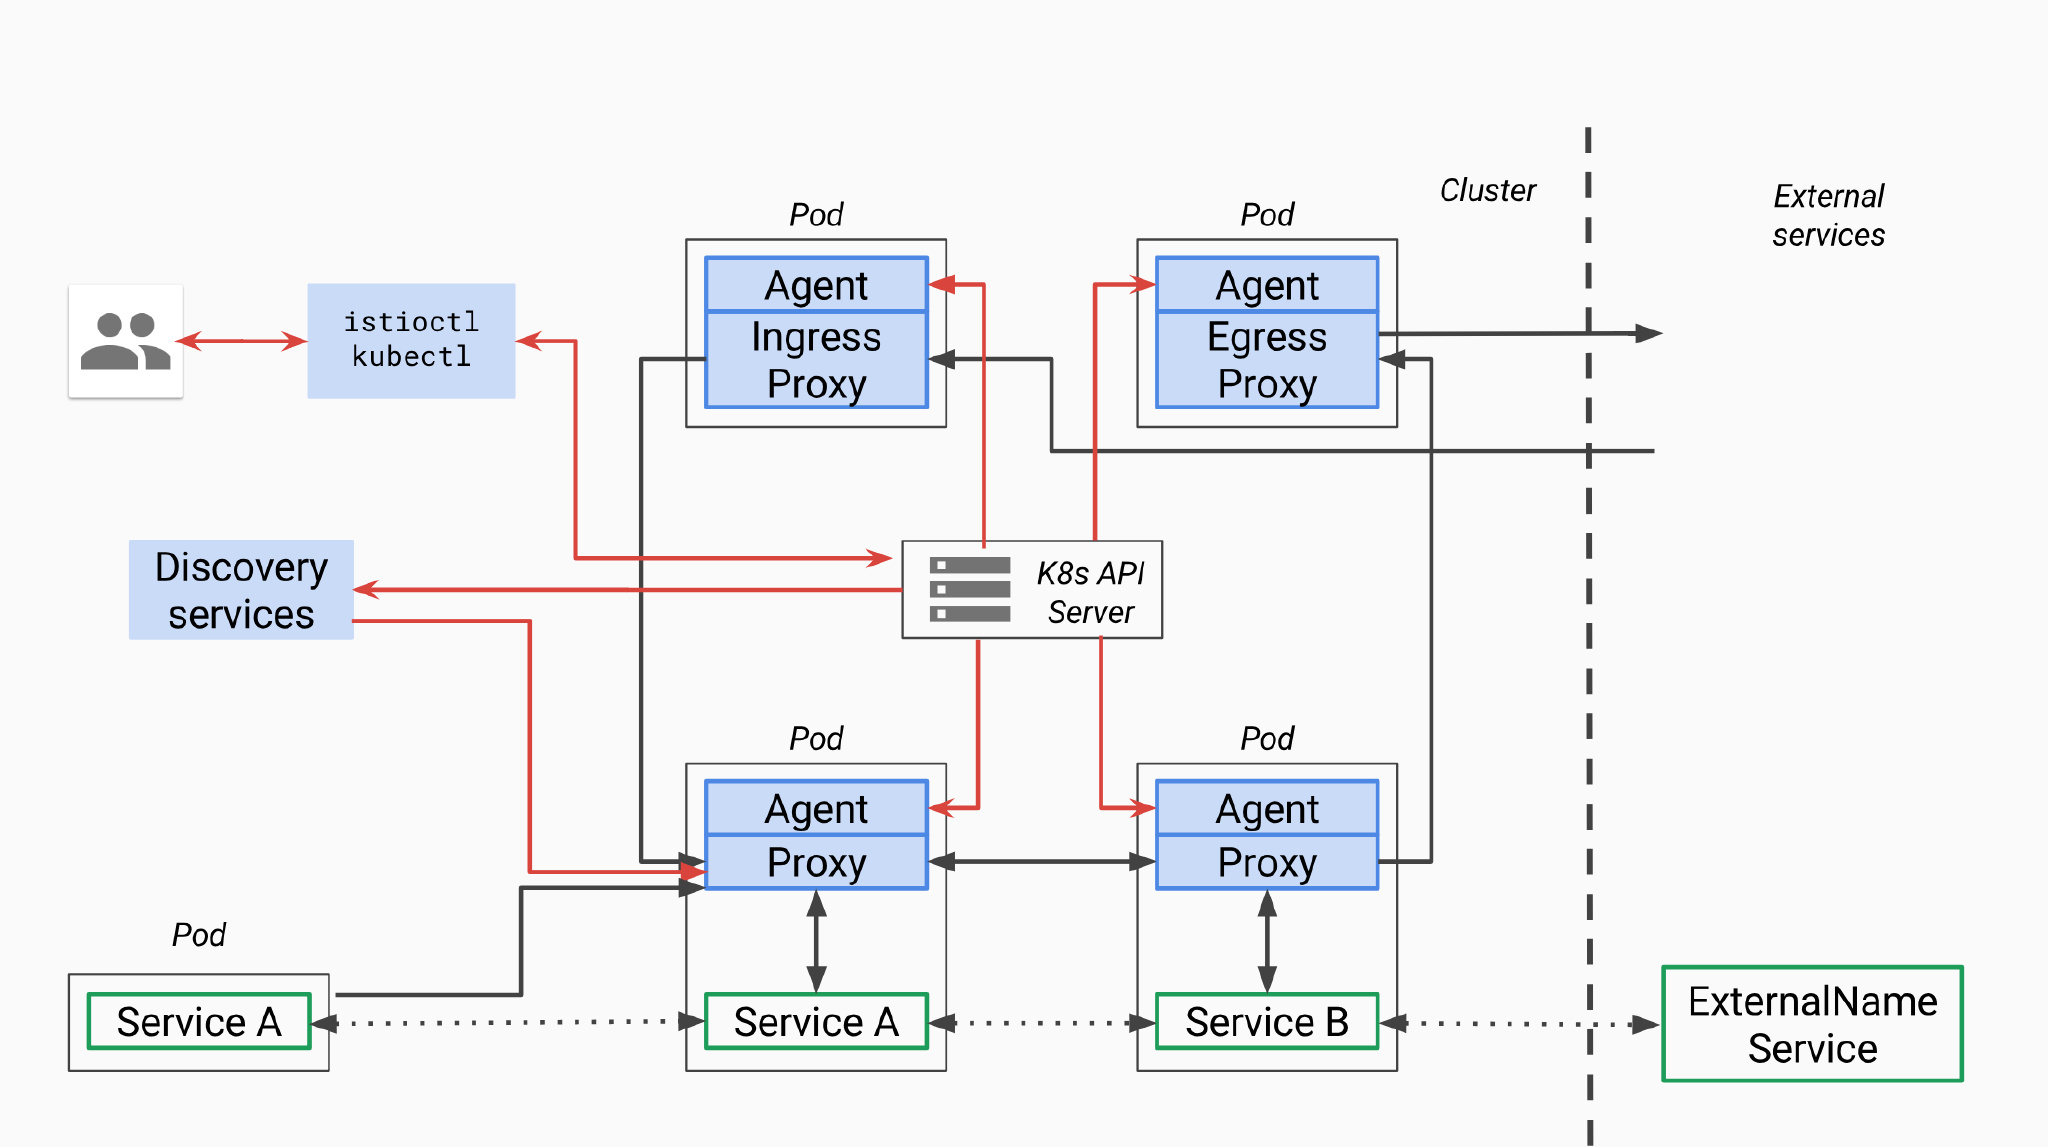 Cluster
External
services
Pod
Agent
Ingress
Proxy
Pod
Agent
Egress
Proxy
istioctl
kubectl
Discovery
services
K8s API
Server
Pod
Agent
Proxy
Service A
Pod
Agent
Proxy
Service B
Pod
Service A
ExternalName
Service